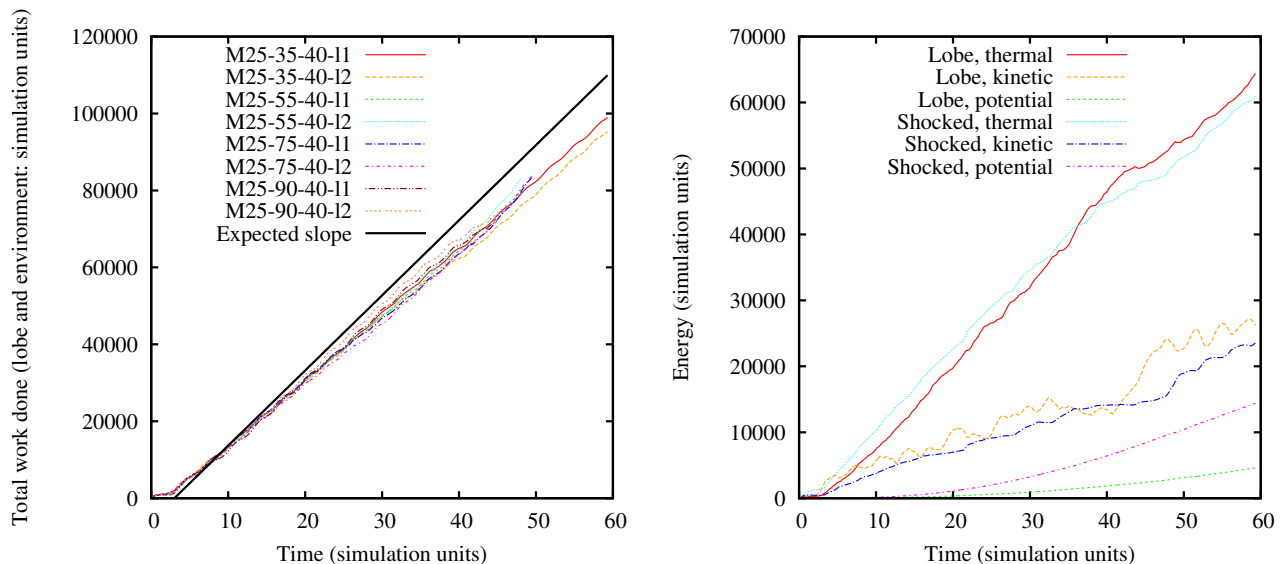 Total work done (lobe and environment: simulation units)
120000
100000
80000
60000
40000
20000
0
M25-35-40-l1
M25-35-40-l2
M25-55-40-l1
M25-55-40-l2
M25-75-40-l1
M25-75-40-l2
M25-90-40-l1
M25-90-40-l2
Expected slope
0 10 20 30 40 50 60
Time (simulation units)
Energy (simulation units)
70000
60000
50000
40000
30000
20000
10000
0
Lobe, thermal
Lobe, kinetic
Lobe, potential
Shocked, thermal
Shocked, kinetic
Shocked, potential
0 10 20 30 40 50 60
Time (simulation units)